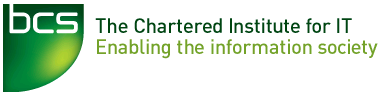 bcs
The Chartered Institute for IT
Enabling the information society